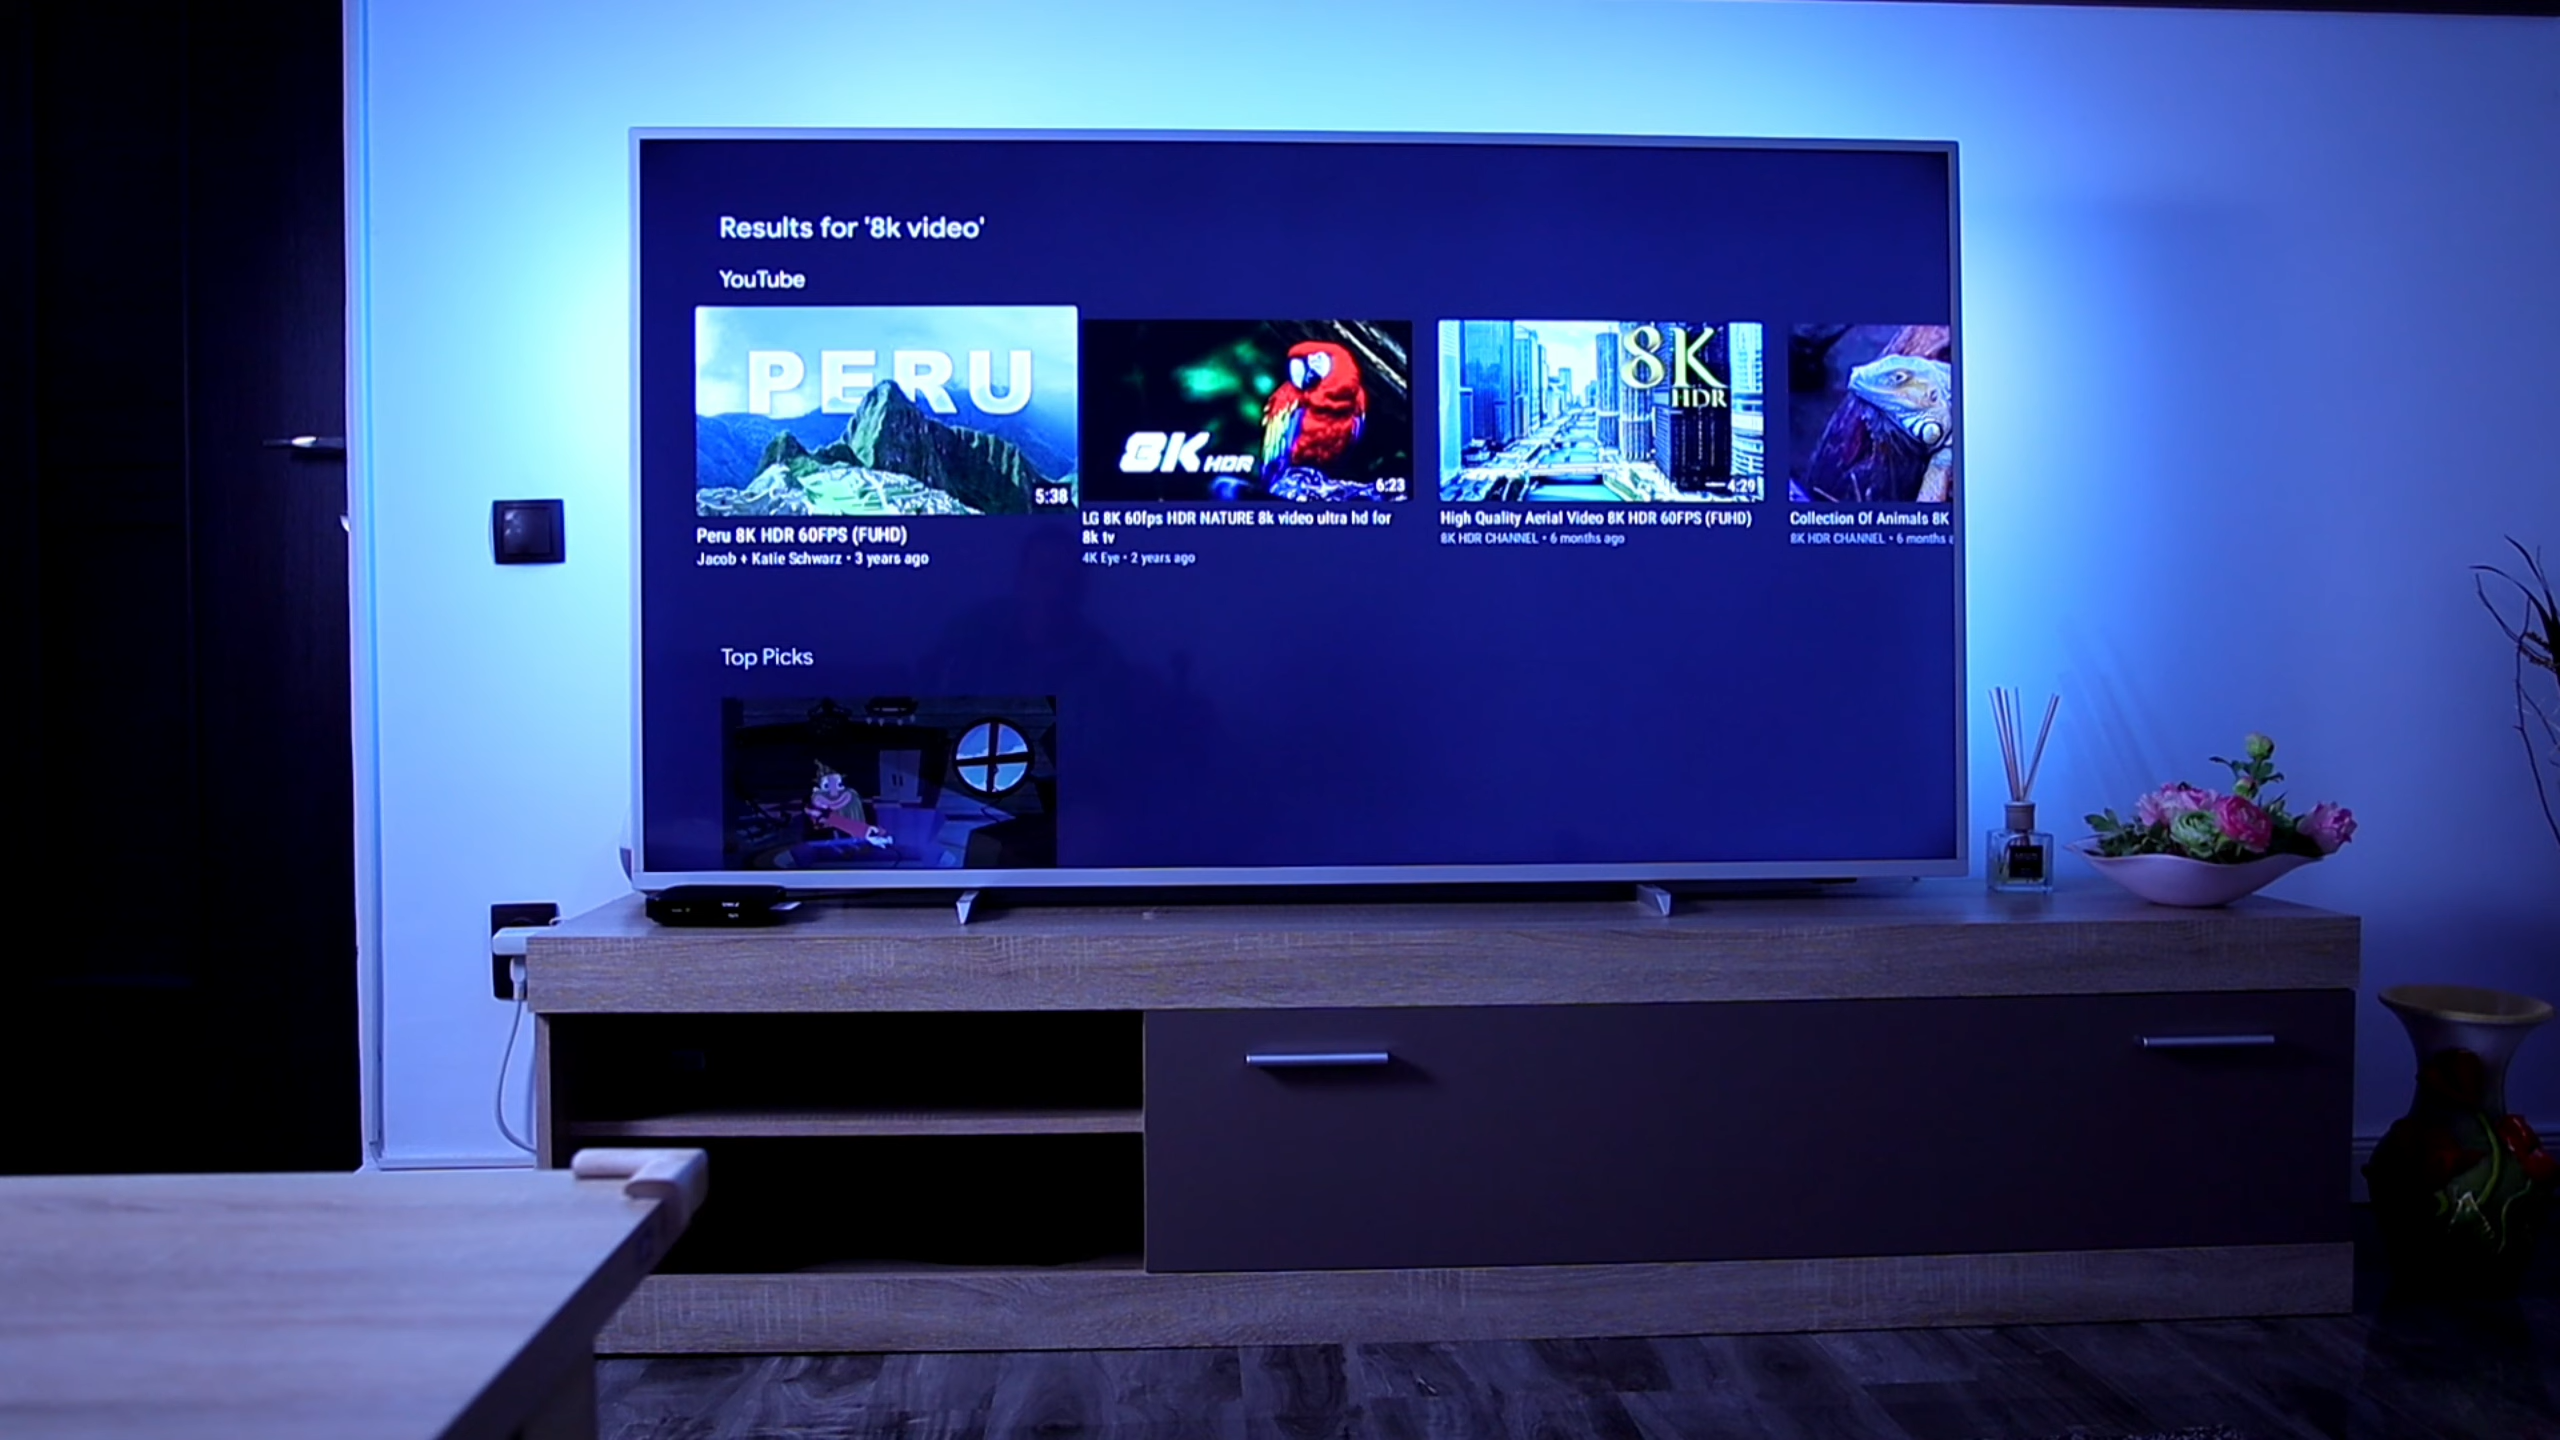 Results for '8k video'
YouTube
PERU
5:38
8K HDR
6:23
8K
HDR
4:29
Peru 8K HDR 60FPS (FUHD)
Jacob + Katie Schwarz • 3 years ago
LG 8K 60fps HDR NATURE 8k video ultra hd for
8k tv
4K Eye • 2 years ago
High Quality Aerial Video 8K HDR 60FPS (FUHD)
8K HDR CHANNEL • 6 months ago
Collection Of Animals 8K
8K HDR CHANNEL • 6 months a
Top Picks